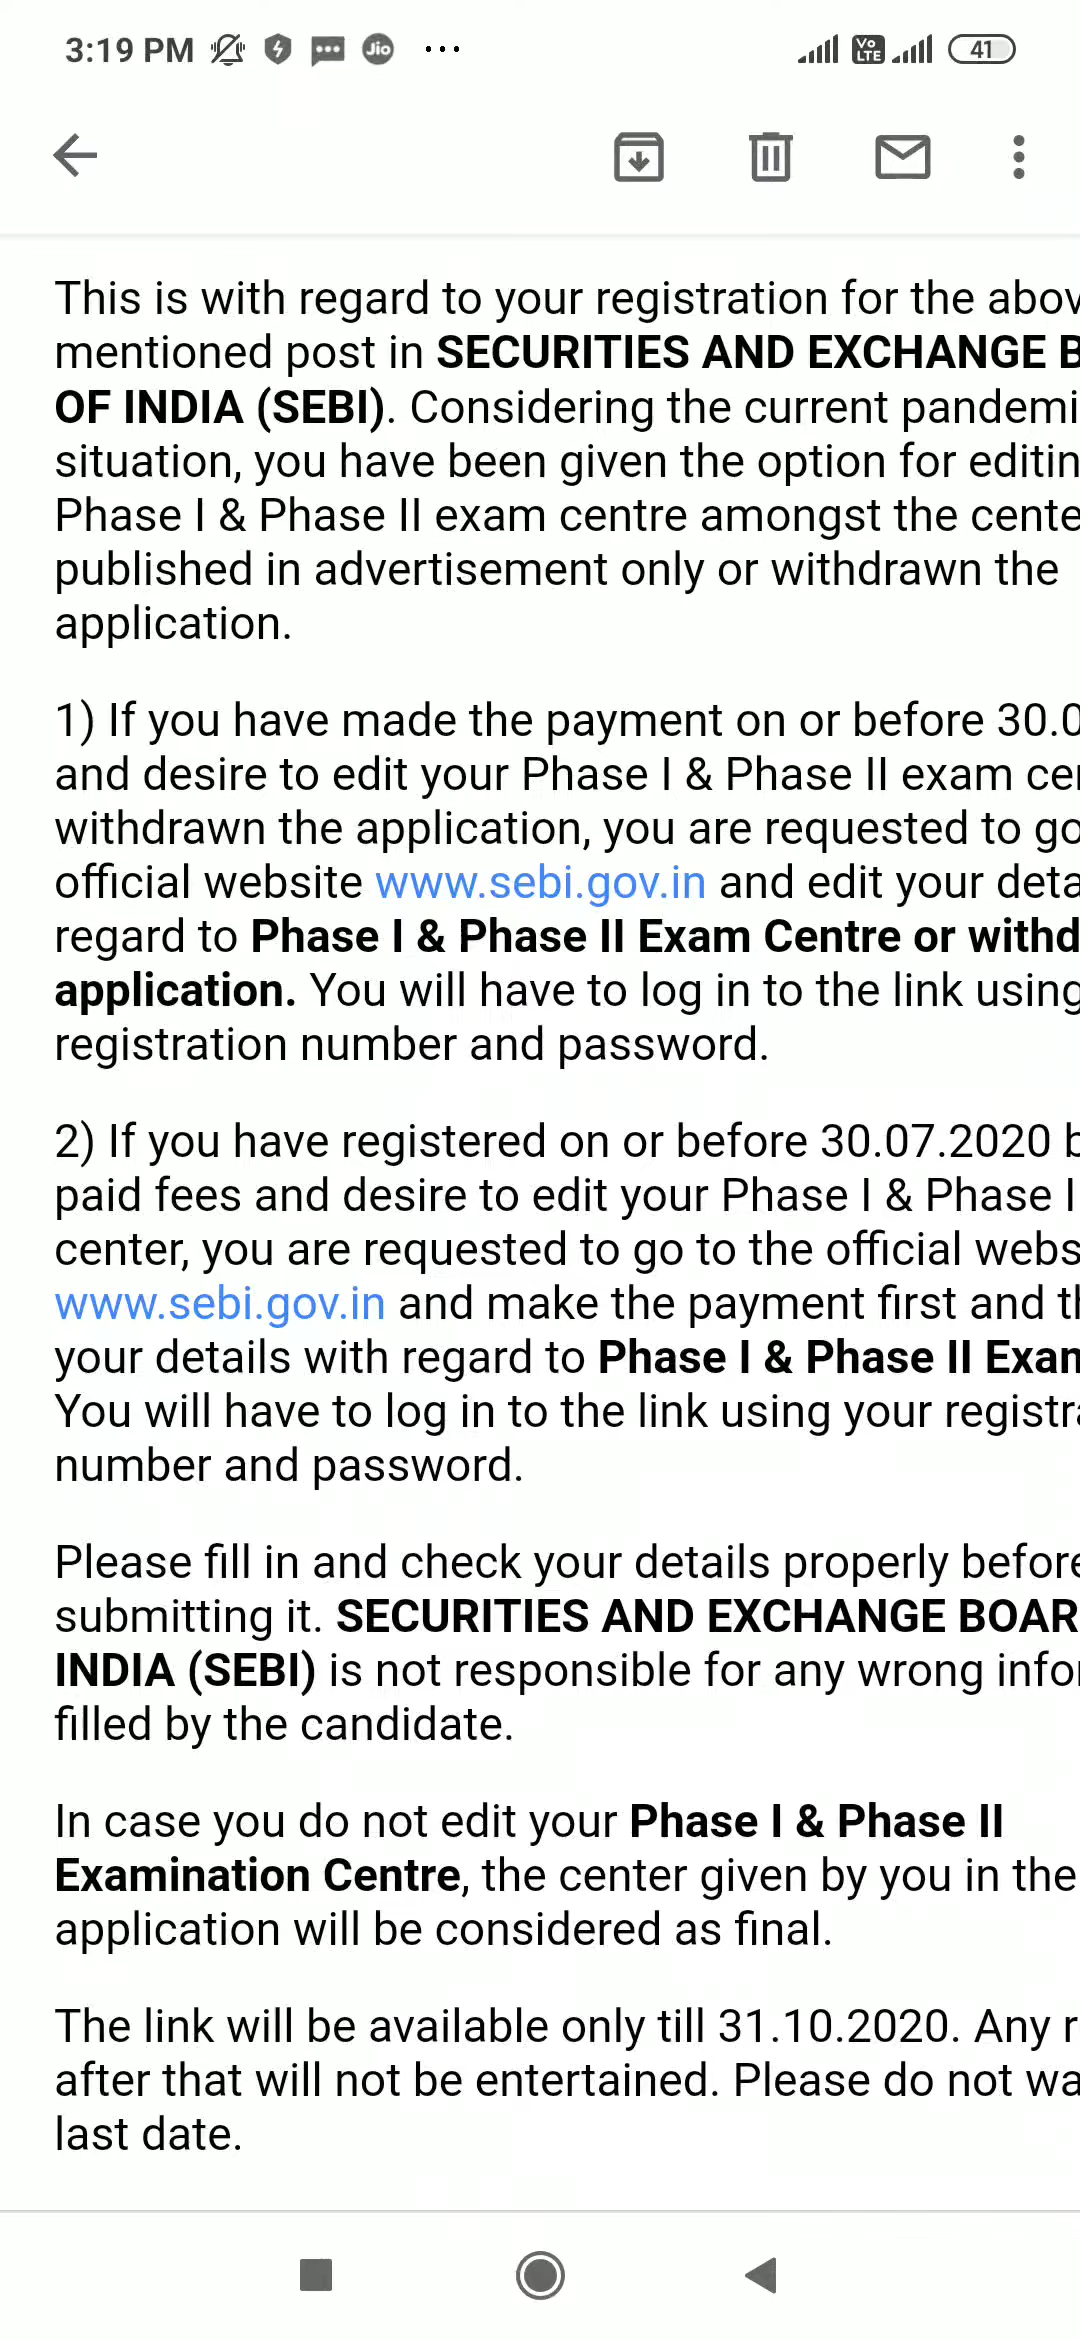 3:19 PM Jio ... Vo LTE 41
This is with regard to your registration for the abov
mentioned post in SECURITIES AND EXCHANGE B
OF INDIA (SEBI). Considering the current pandemi
situation, you have been given the option for editin
Phase I & Phase II exam centre amongst the cente
published in advertisement only or withdrawn the
application.
1) If you have made the payment on or before 30.0
and desire to edit your Phase I & Phase II exam cen
withdrawn the application, you are requested to go
official website www.sebi.gov.in and edit your deta
regard to Phase I & Phase II Exam Centre or withd
application. You will have to log in to the link using
registration number and password.
2) If you have registered on or before 30.07.2020 b
paid fees and desire to edit your Phase I & Phase I
center, you are requested to go to the official webs
www.sebi.gov.in and make the payment first and th
your details with regard to Phase I & Phase II Exam
You will have to log in to the link using your registra
number and password.
Please fill in and check your details properly before
submitting it. SECURITIES AND EXCHANGE BOAR
INDIA (SEBI) is not responsible for any wrong infor
filled by the candidate.
In case you do not edit your Phase I & Phase II
Examination Centre, the center given by you in the
application will be considered as final.
The link will be available only till 31.10.2020. Any r
after that will not be entertained. Please do not wa
last date.